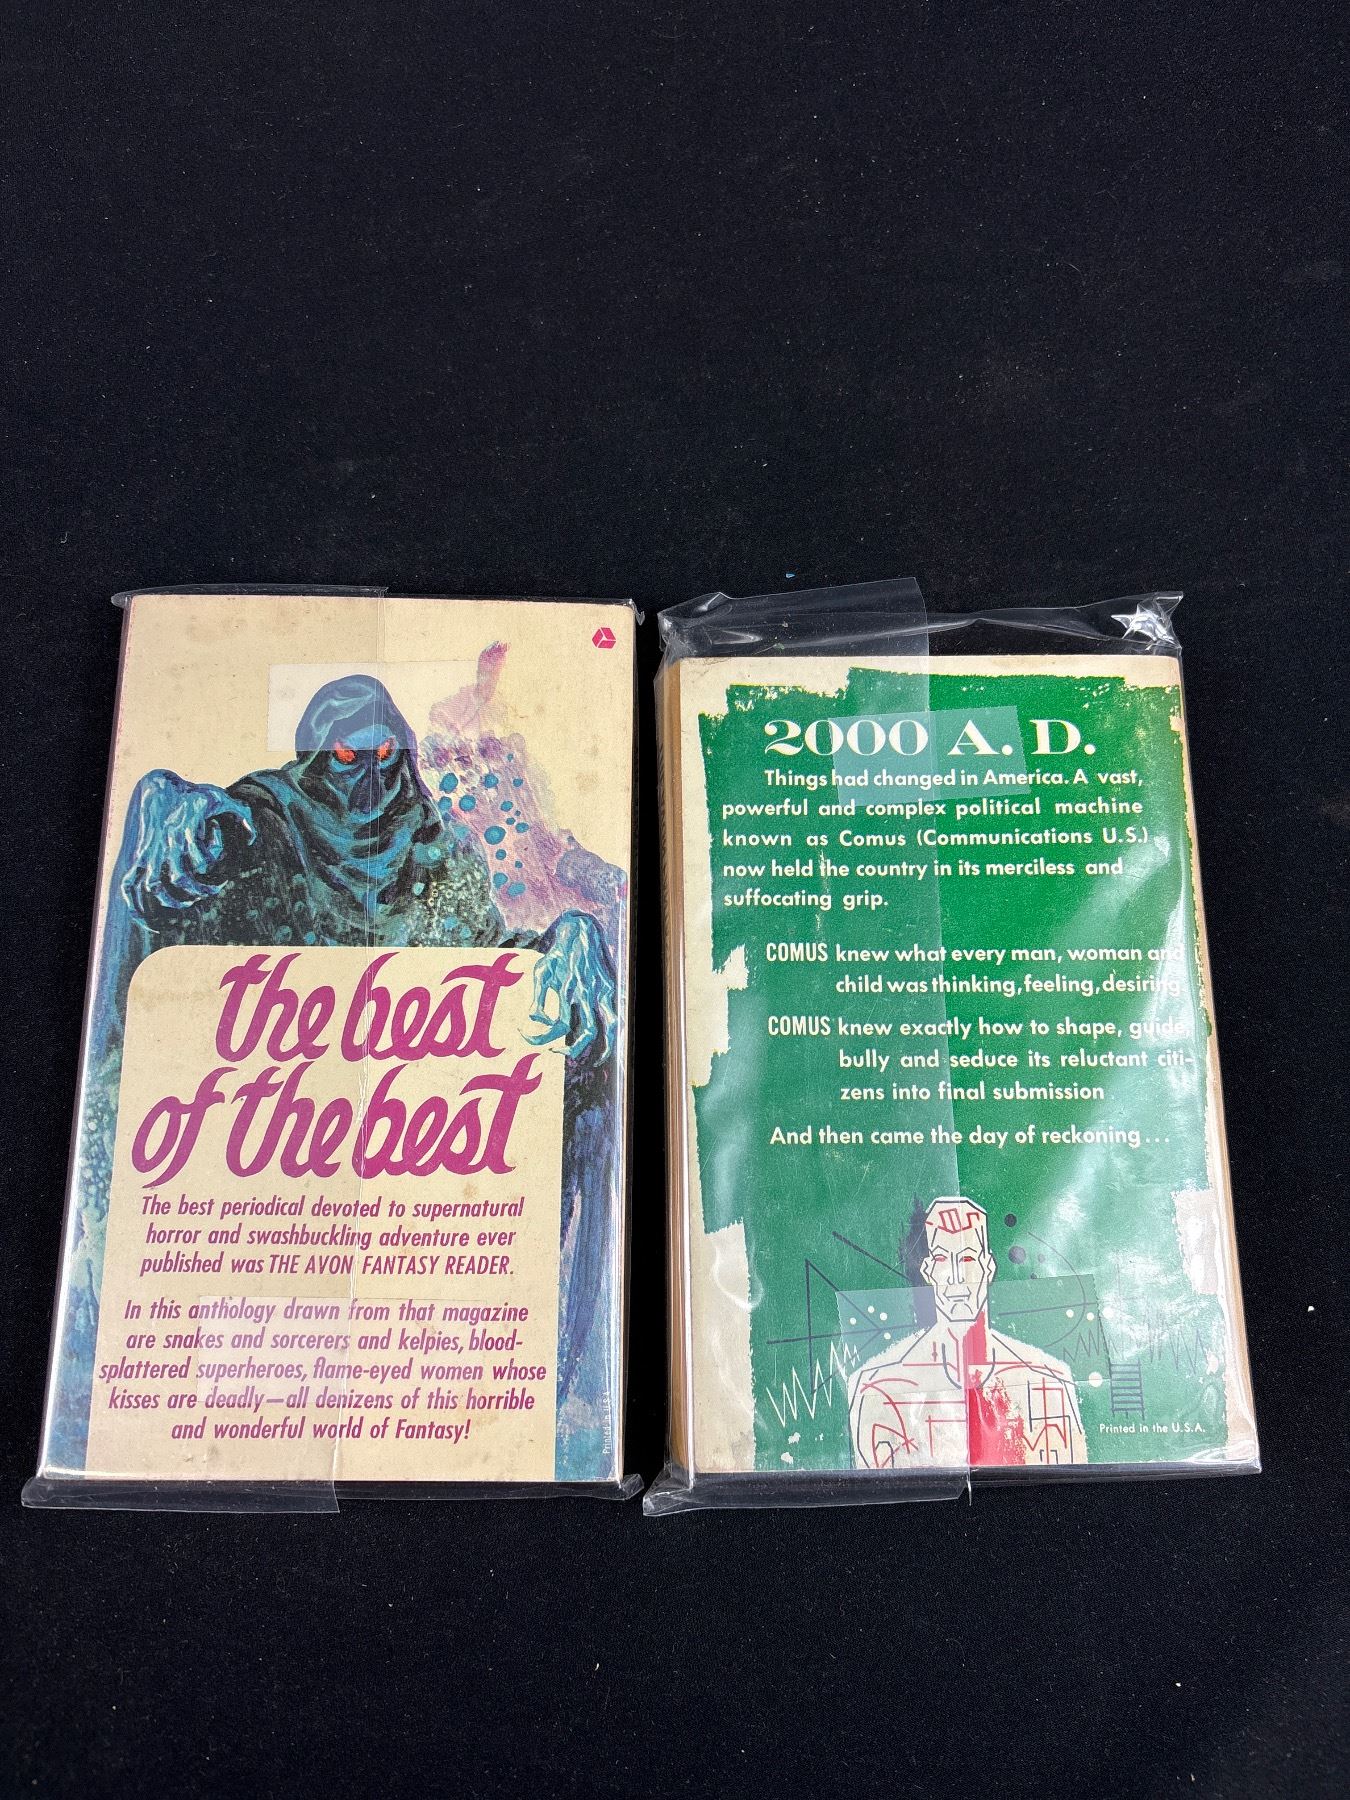 the best
of the best
The best periodical devoted to supernatural
horror and swashbuckling adventure ever
published was THE AVON FANTASY READER.
In this anthology drawn from that magazine
are snakes and sorcerers and kelpies, blood-
splattered superheroes, flame-eyed women whose
kisses are deadly—all denizens of this horrible
and wonderful world of Fantasy!
Printed in U.S.A.
2000 A. D.
Things had changed in America. A vast,
powerful and complex political machine
known as Comus (Communications U.S.)
now held the country in its merciless and
suffocating grip.
COMUS knew what every man, woman and
child was thinking, feeling, desiring.
COMUS knew exactly how to shape, guide,
bully and seduce its reluctant citi-
zens into final submission
And then came the day of reckoning...
Printed in the U.S.A.